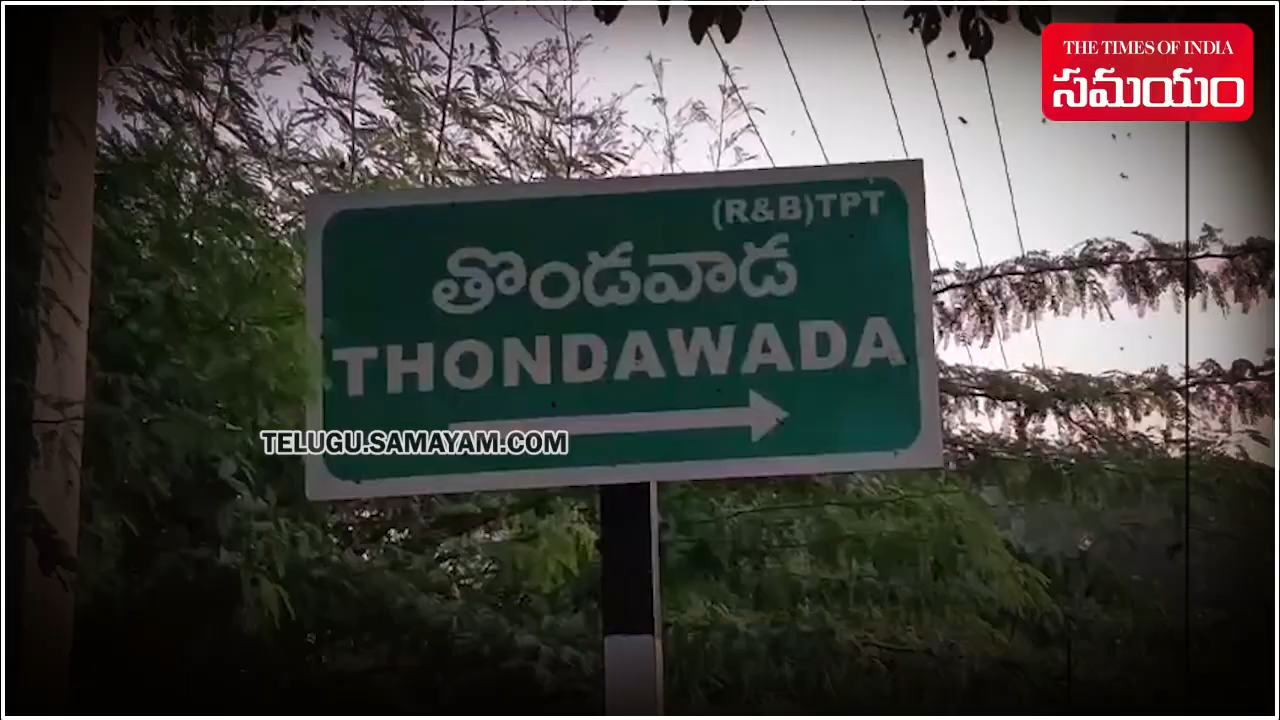 THE TIMES OF INDIA
సమయం
(R&B)TPT
తొండవాడ
THONDAWADA
TELUGU.SAMAYAM.COM